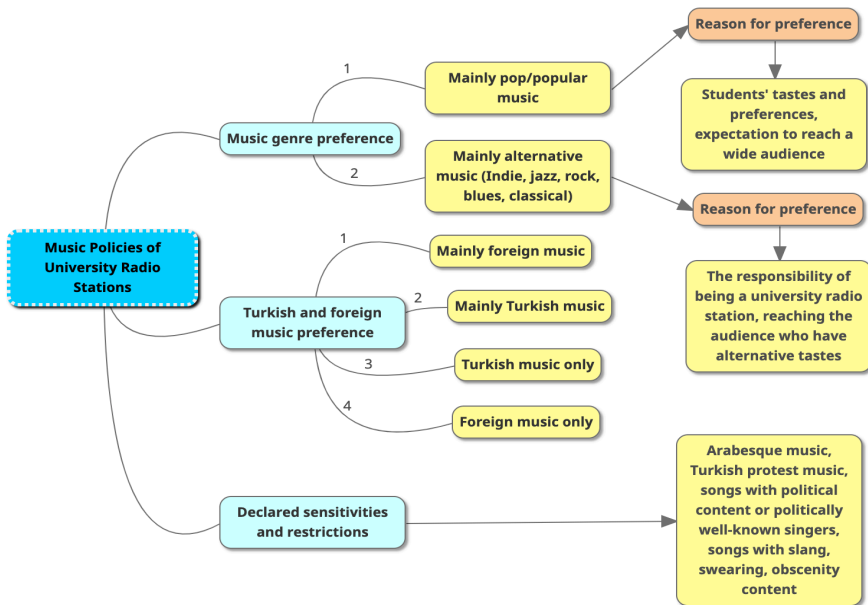 Music Policies of
University Radio
Stations
Music genre preference
1
Mainly pop/popular
music
Reason for preference
Students' tastes and
preferences,
expectation to reach a
wide audience
2
Mainly alternative
music (Indie, jazz, rock,
blues, classical)
Reason for preference
The responsibility of
being a university radio
station, reaching the
audience who have
alternative tastes
Turkish and foreign
music preference
1
Mainly foreign music
2
Mainly Turkish music
3
Turkish music only
4
Foreign music only
Declared sensitivities
and restrictions
Arabesque music,
Turkish protest music,
songs with political
content or politically
well-known singers,
songs with slang,
swearing, obscenity
content